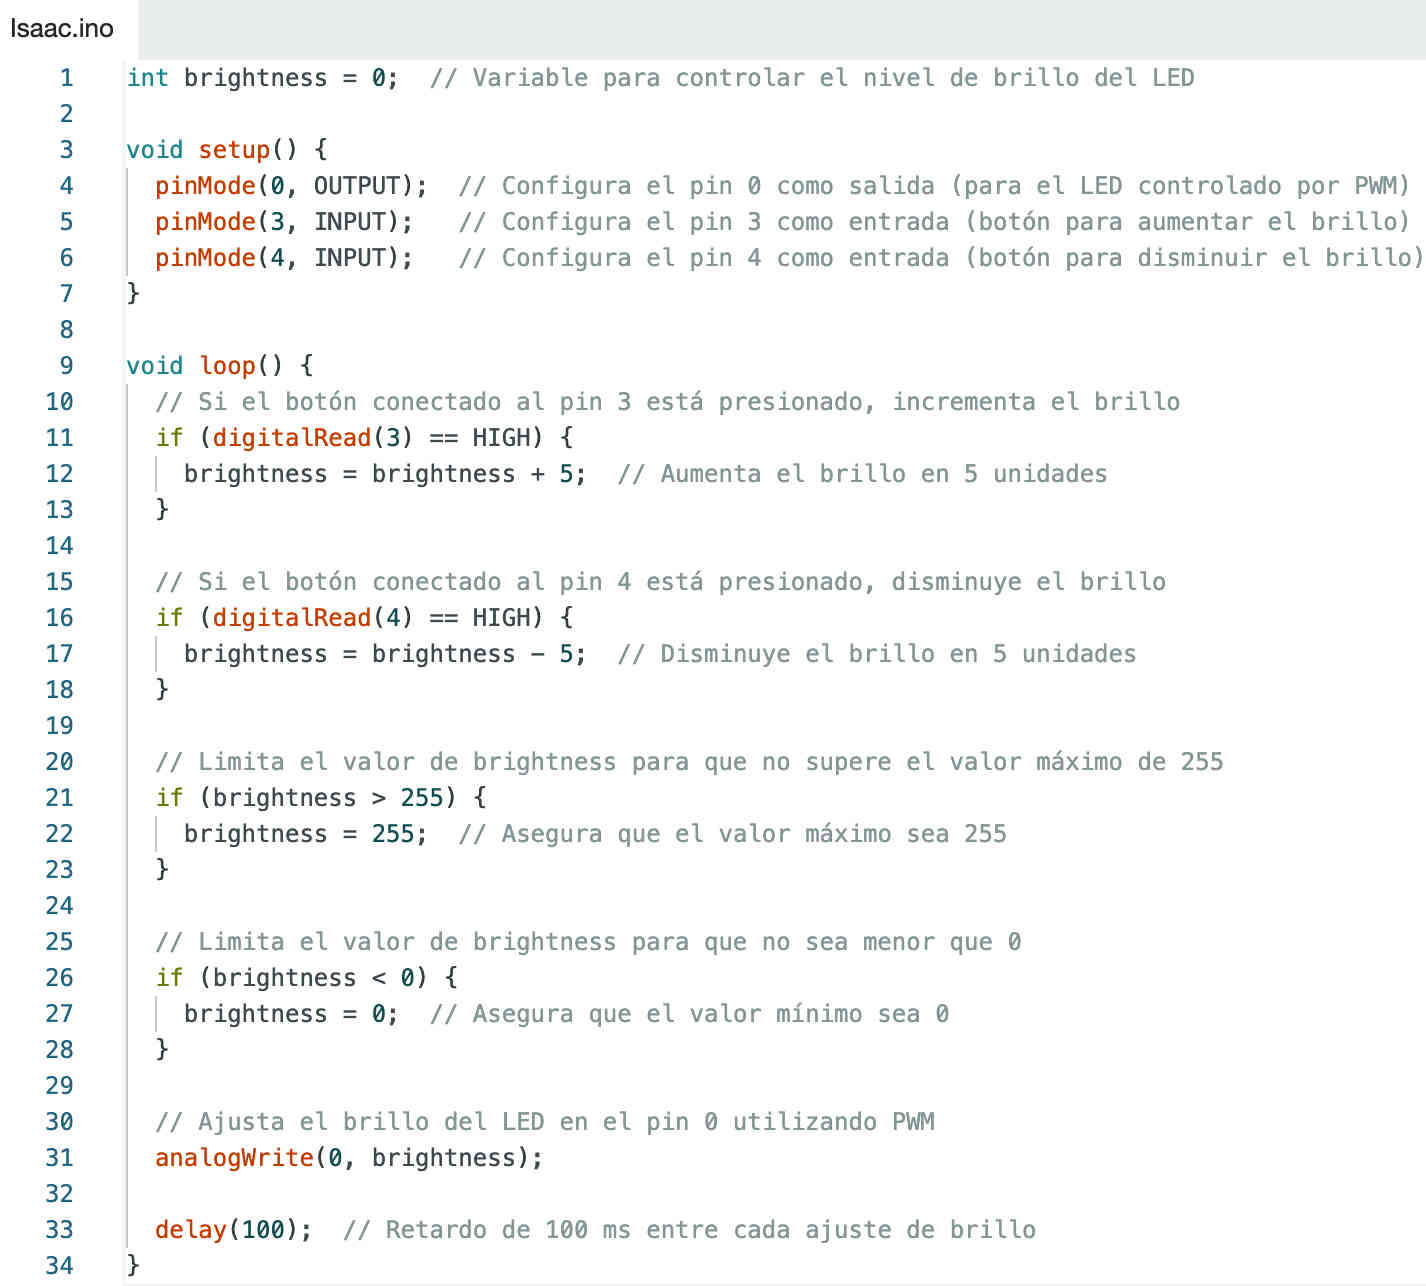 Isaac.ino
1 int brightness = 0;  // Variable para controlar el nivel de brillo del LED
2
3 void setup() {
4   pinMode(0, OUTPUT);  // Configura el pin 0 como salida (para el LED controlado por PWM)
5   pinMode(3, INPUT);   // Configura el pin 3 como entrada (botón para aumentar el brillo)
6   pinMode(4, INPUT);   // Configura el pin 4 como entrada (botón para disminuir el brillo)
7 }
8
9 void loop() {
10   // Si el botón conectado al pin 3 está presionado, incrementa el brillo
11   if (digitalRead(3) == HIGH) {
12     brightness = brightness + 5;  // Aumenta el brillo en 5 unidades
13   }
14
15   // Si el botón conectado al pin 4 está presionado, disminuye el brillo
16   if (digitalRead(4) == HIGH) {
17     brightness = brightness - 5;  // Disminuye el brillo en 5 unidades
18   }
19
20   // Limita el valor de brightness para que no supere el valor máximo de 255
21   if (brightness > 255) {
22     brightness = 255;  // Asegura que el valor máximo sea 255
23   }
24
25   // Limita el valor de brightness para que no sea menor que 0
26   if (brightness < 0) {
27     brightness = 0;  // Asegura que el valor mínimo sea 0
28   }
29
30   // Ajusta el brillo del LED en el pin 0 utilizando PWM
31   analogWrite(0, brightness);
32
33   delay(100);  // Retardo de 100 ms entre cada ajuste de brillo
34 }